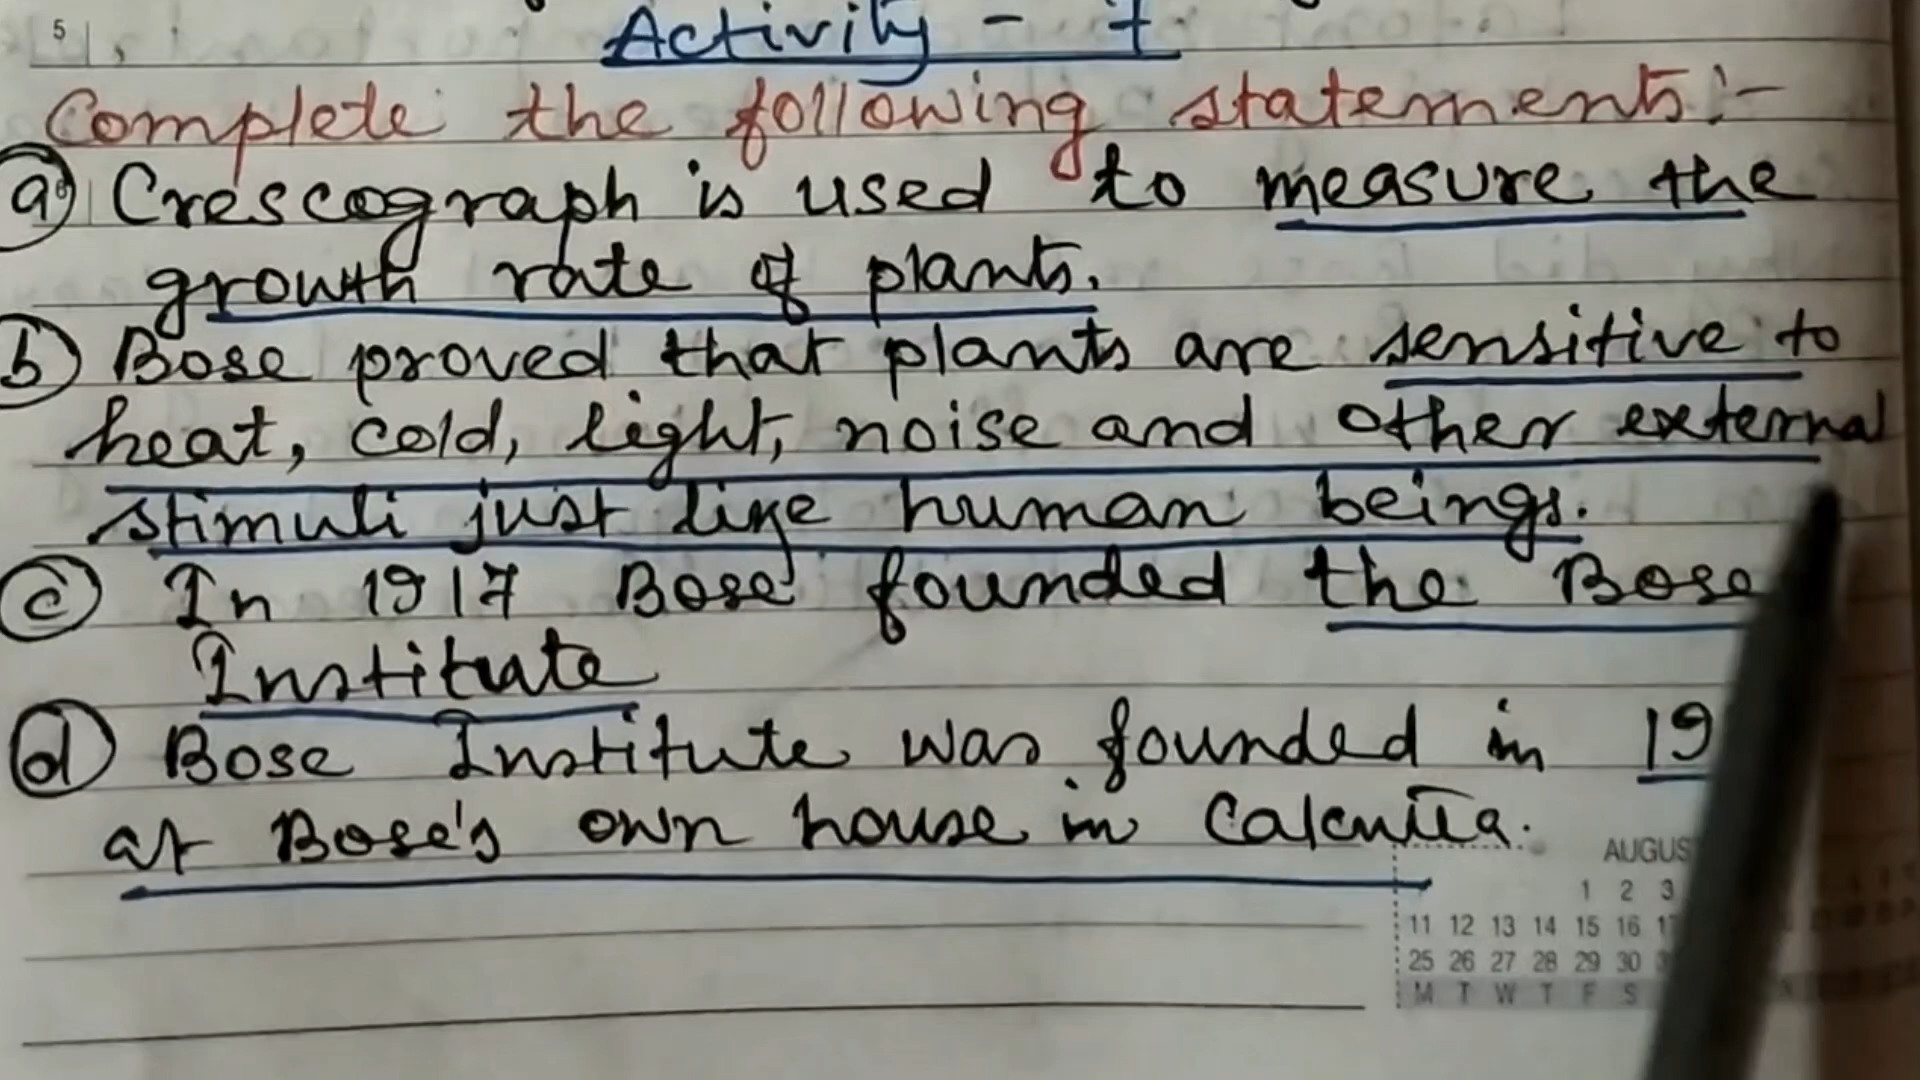 5
Activity - 7
Complete the following statements:-
a) Crescograph is used to measure the
growth rate of plants.
b) Bose proved that plants are sensitive to
heat, cold, light, noise and other external
stimuli just like human beings.
c) In 1917 Bose founded the Bose
Institute
d) Bose Institute was founded in 19
at Bose's own house in Calcutta.
AUGUS
1 2 3
11 12 13 14 15 16 17
25 26 27 28 29 30
M T W T F S